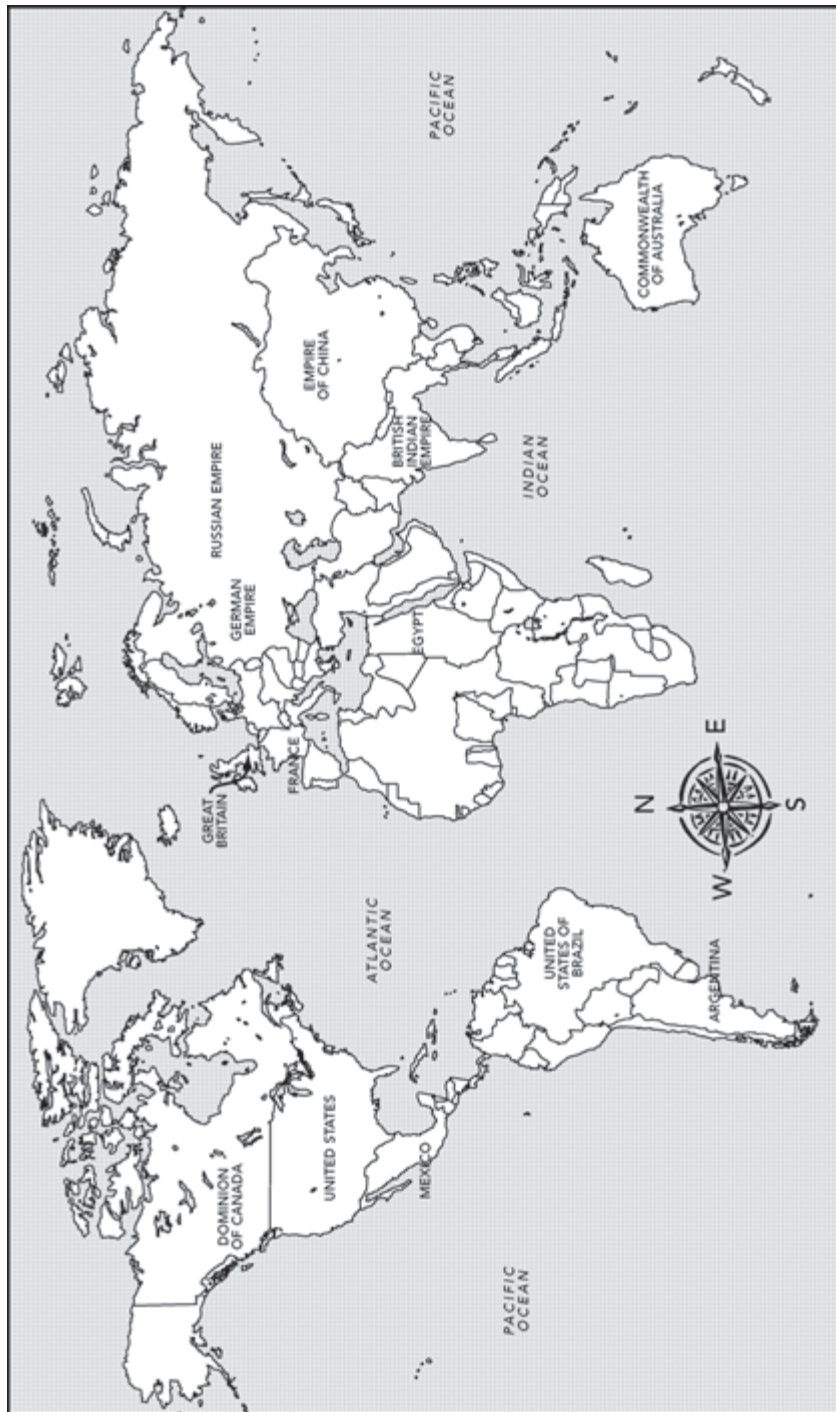 DOMINION
OF CANADA
UNITED STATES
MEXICO
PACIFIC
OCEAN
ATLANTIC
OCEAN
UNITED
STATES OF
BRAZIL
ARGENTINA
GREAT
BRITAIN
FRANCE
GERMAN
EMPIRE
RUSSIAN EMPIRE
EGYPT
EMPIRE
OF CHINA
BRITISH
INDIAN
EMPIRE
INDIAN
OCEAN
PACIFIC
OCEAN
COMMONWEALTH
OF AUSTRALIA
N
W
E
S